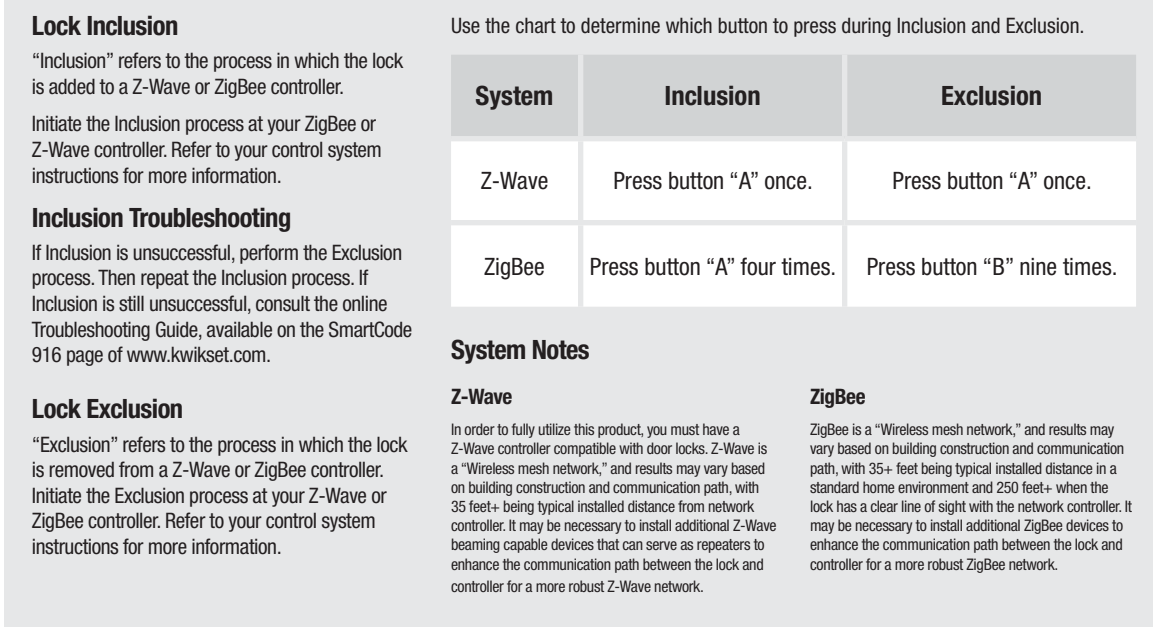 Lock Inclusion
“Inclusion” refers to the process in which the lock
is added to a Z-Wave or ZigBee controller.
Initiate the Inclusion process at your ZigBee or
Z-Wave controller. Refer to your control system
instructions for more information.
Inclusion Troubleshooting
If Inclusion is unsuccessful, perform the Exclusion
process. Then repeat the Inclusion process. If
Inclusion is still unsuccessful, consult the online
Troubleshooting Guide, available on the SmartCode
916 page of www.kwikset.com.
Lock Exclusion
“Exclusion” refers to the process in which the lock
is removed from a Z-Wave or ZigBee controller.
Initiate the Exclusion process at your Z-Wave or
ZigBee controller. Refer to your control system
instructions for more information.
Use the chart to determine which button to press during Inclusion and Exclusion.
System Inclusion Exclusion
Z-Wave Press button “A” once. Press button “A” once.
ZigBee Press button “A” four times. Press button “B” nine times.
System Notes
Z-Wave
In order to fully utilize this product, you must have a
Z-Wave controller compatible with door locks. Z-Wave is
a “Wireless mesh network,” and results may vary based
on building construction and communication path, with
35 feet+ being typical installed distance from network
controller. It may be necessary to install additional Z-Wave
beaming capable devices that can serve as repeaters to
enhance the communication path between the lock and
controller for a more robust Z-Wave network.
ZigBee
ZigBee is a “Wireless mesh network,” and results may
vary based on building construction and communication
path, with 35+ feet being typical installed distance in a
standard home environment and 250 feet+ when the
lock has a clear line of sight with the network controller. It
may be necessary to install additional ZigBee devices to
enhance the communication path between the lock and
controller for a more robust ZigBee network.